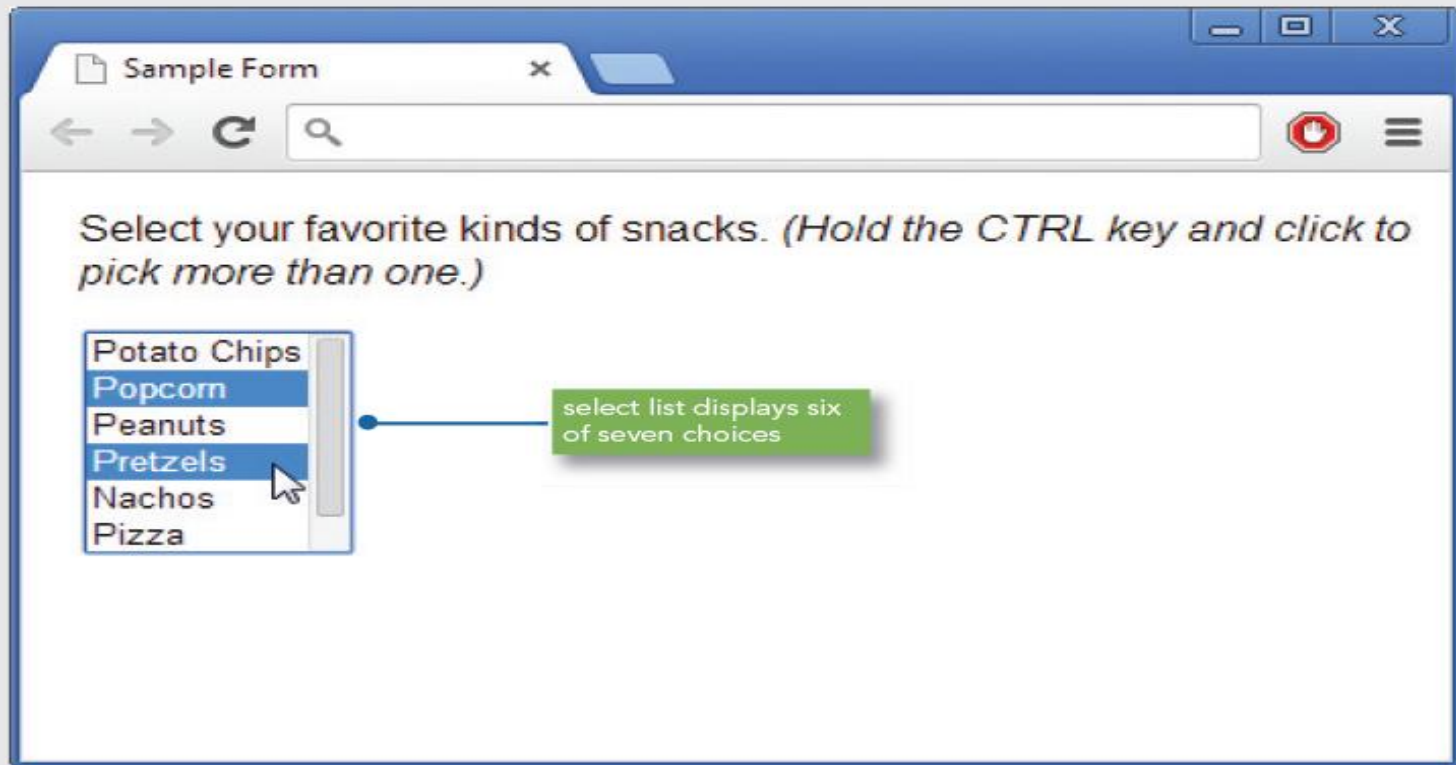 Sample Form
Select your favorite kinds of snacks. (Hold the CTRL key and click to
pick more than one.)
Potato Chips
Popcorn
Peanuts
Pretzels
Nachos
Pizza
select list displays six
of seven choices